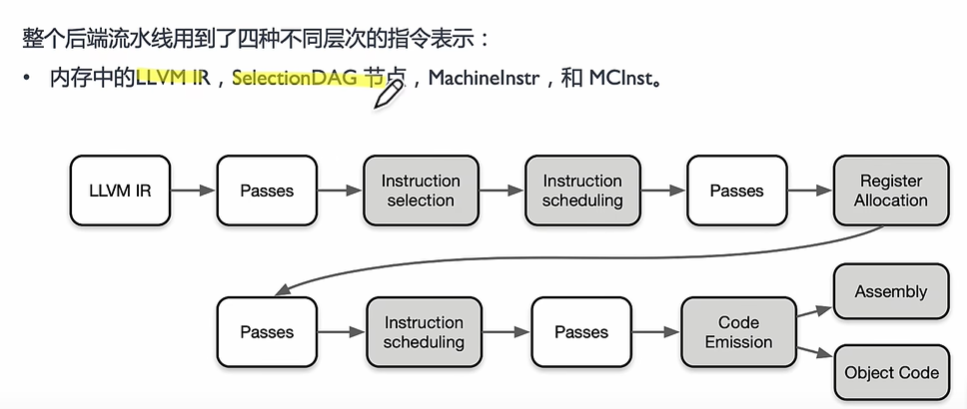 整个后端流水线用到了四种不同层次的指令表示：
• 内存中的LLVM IR，SelectionDAG 节点，MachineInstr，和 MCInst。
LLVM IR
Passes
Instruction
selection
Instruction
scheduling
Passes
Register
Allocation
Passes
Instruction
scheduling
Passes
Code
Emission
Assembly
Object Code